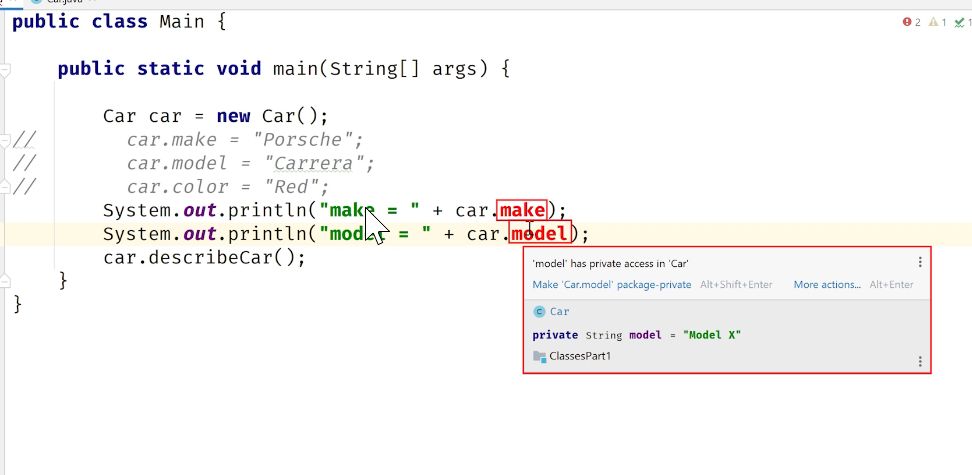 Car.java
public class Main {
2 1 1
public static void main(String[] args) {
Car car = new Car();
// car.make = "Porsche";
// car.model = "Carrera";
// car.color = "Red";
System.out.println("make = " + car.make);
System.out.println("model = " + car.model);
car.describeCar();
}
}
'model' has private access in 'Car'
Make 'Car.model' package-private Alt+Shift+Enter More actions... Alt+Enter
C Car
private String model = "Model X"
ClassesPart1